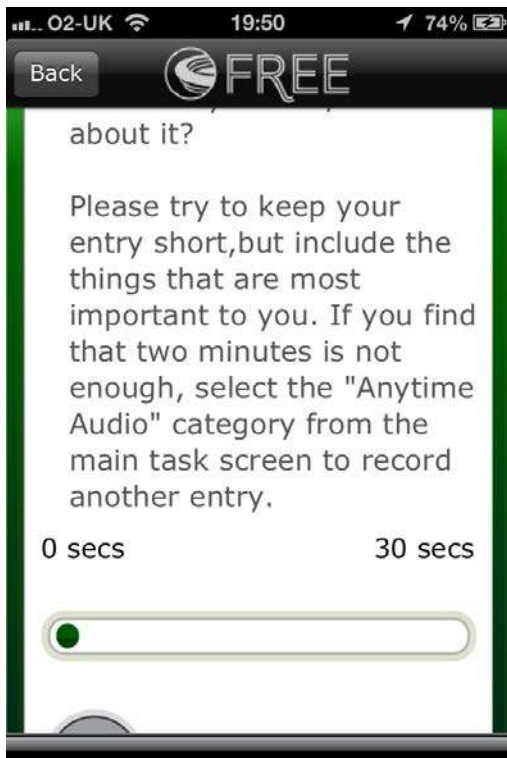 O2-UK 19:50 74%
Back FREE
about it?
Please try to keep your
entry short,but include the
things that are most
important to you. If you find
that two minutes is not
enough, select the "Anytime
Audio" category from the
main task screen to record
another entry.
0 secs 30 secs